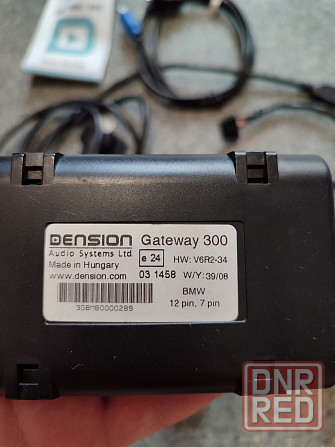 DENSION Gateway 300
Audio Systems Ltd. e 24 HW: V6R2-34
Made in Hungary
www.dension.com 03 1458 W/Y: 39/08
3GBM80000289
BMW
12 pin, 7 pin
DNR
RED